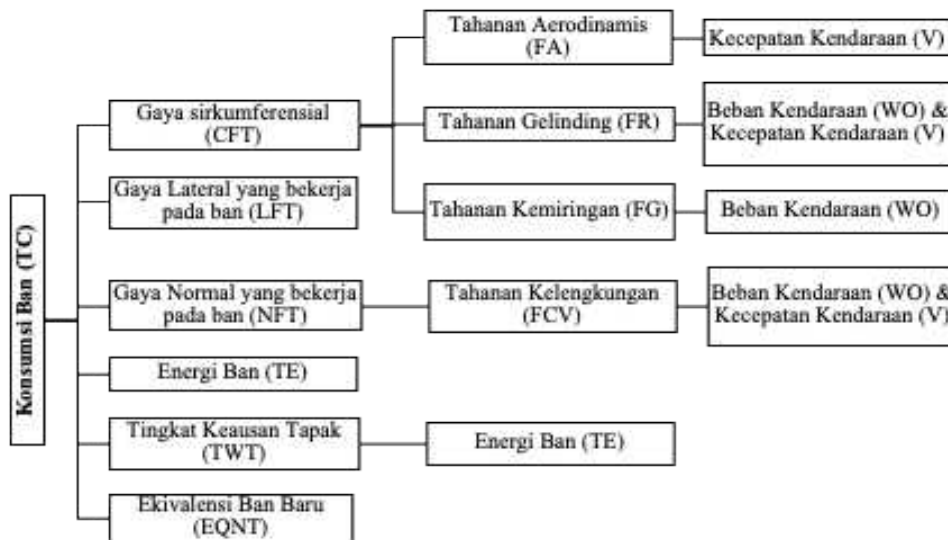 Konsumsi Ban (TC)
Gaya sirkumferensial
(CFT)
Tahanan Aerodinamis
(FA)
Kecepatan Kendaraan (V)
Tahanan Gelinding (FR)
Beban Kendaraan (WO) &
Kecepatan Kendaraan (V)
Tahanan Kemiringan (FG)
Beban Kendaraan (WO)
Gaya Lateral yang bekerja
pada ban (LFT)
Gaya Normal yang bekerja
pada ban (NFT)
Tahanan Kelengkungan
(FCV)
Beban Kendaraan (WO) &
Kecepatan Kendaraan (V)
Energi Ban (TE)
Tingkat Keausan Tapak
(TWT)
Energi Ban (TE)
Ekivalensi Ban Baru
(EQNT)